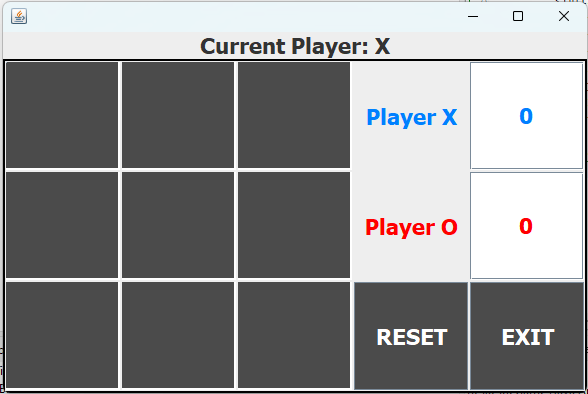 Current Player: X
Player X
0
Player O
0
RESET
EXIT